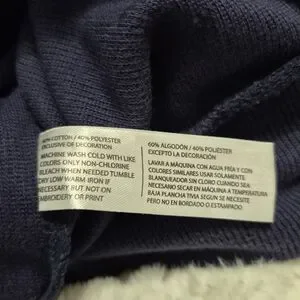 60% COTTON / 40% POLYESTER
EXCLUSIVE OF DECORATION
MACHINE WASH COLD WITH LIKE
COLORS ONLY NON-CHLORINE
BLEACH WHEN NEEDED TUMBLE
DRY LOW WARM IRON IF
NECESSARY BUT NOT ON
EMBROIDERY OR PRINT
60% ALGODÓN / 40% POLIÉSTER
EXCEPTO LA DECORACIÓN
LAVAR A MÁQUINA CON AGUA FRÍA Y CON
COLORES SIMILARES USAR SOLAMENTE
BLANQUEADOR SIN CLORO CUANDO SEA
NECESARIO SECAR EN MÁQUINA A TEMPERATURA
BAJA PLANCHA TIVIA SEGÚN SEA NECESARIO
PERO NO EN BORDADO O ESTAMPADO